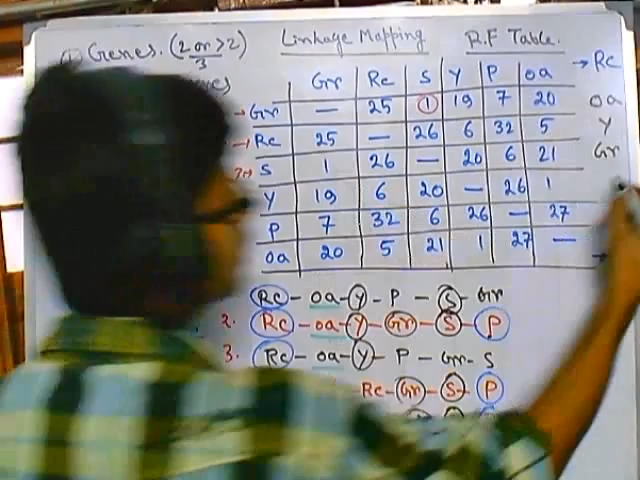 Genes. (2 or >2)
3
Linkage Mapping
R.F Table.
Gr Rc S Y P oa
→Gr — 25 1 19 7 20
→Rc 25 — 26 6 32 5
S 1 26 — 20 6 21
Y 19 6 20 — 26 1
P 7 32 6 26 — 27
oa 20 5 21 1 27 —
→ Rc
oa
Y
Gr
Rc - oa - Y - P - S - Gr
2. Rc - oa - Y - Gr - S - P
3. Rc - oa - Y - P - Gr - S
Rc - Gr - S - P